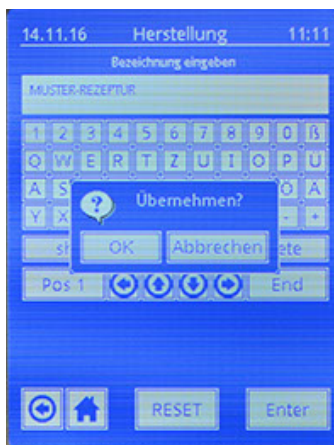 14.11.16 Herstellung 11:11
Bezeichnung eingeben
MUSTER-REZEPTUR
1 2 3 4 5 6 7 8 9 0 ß
Q W E R T Z U I O P Ü
A S Ö Ä
Übernehmen?
Y X - +
OK Abbrechen
Pos 1 End
RESET Enter